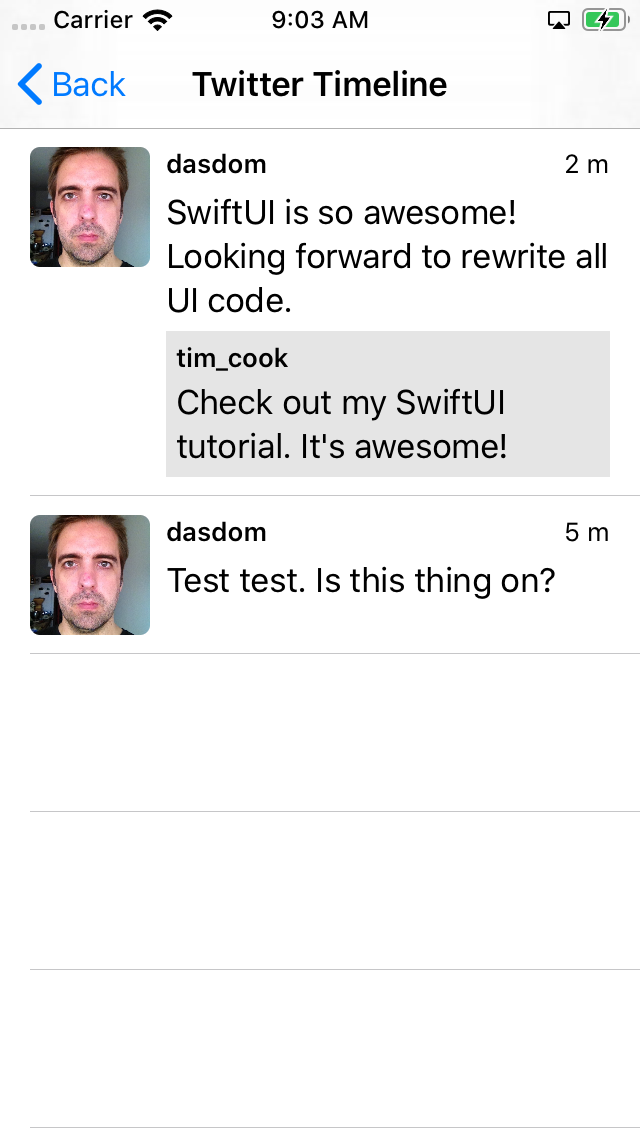 Carrier 9:03 AM
Back Twitter Timeline
dasdom 2 m
SwiftUI is so awesome!
Looking forward to rewrite all
UI code.
tim_cook
Check out my SwiftUI
tutorial. It's awesome!
dasdom 5 m
Test test. Is this thing on?